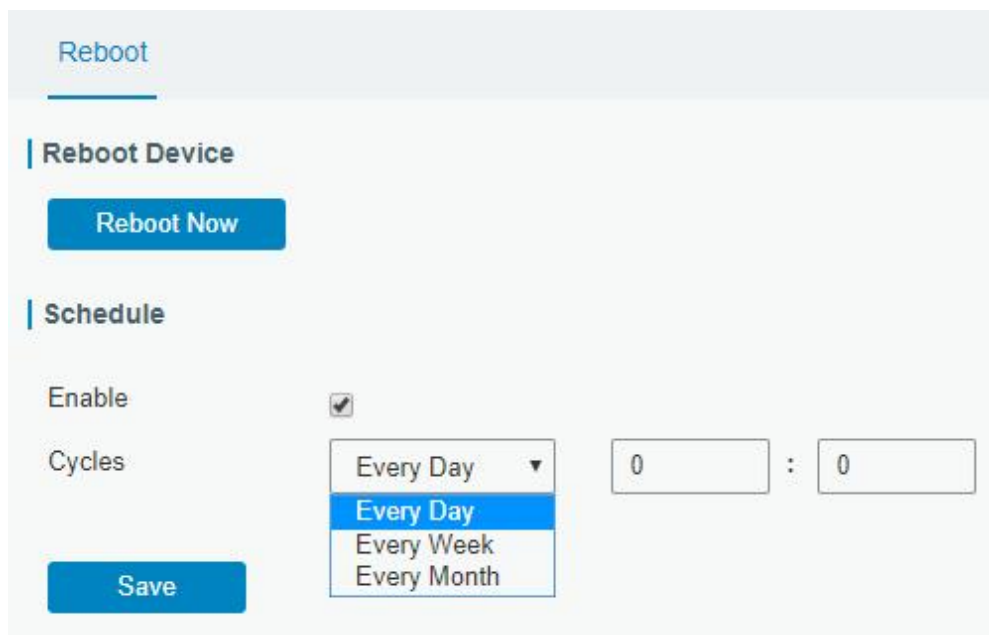 Reboot
Reboot Device
Reboot Now
Schedule
Enable
Cycles Every Day 0 : 0
Every Day
Every Week
Every Month
Save